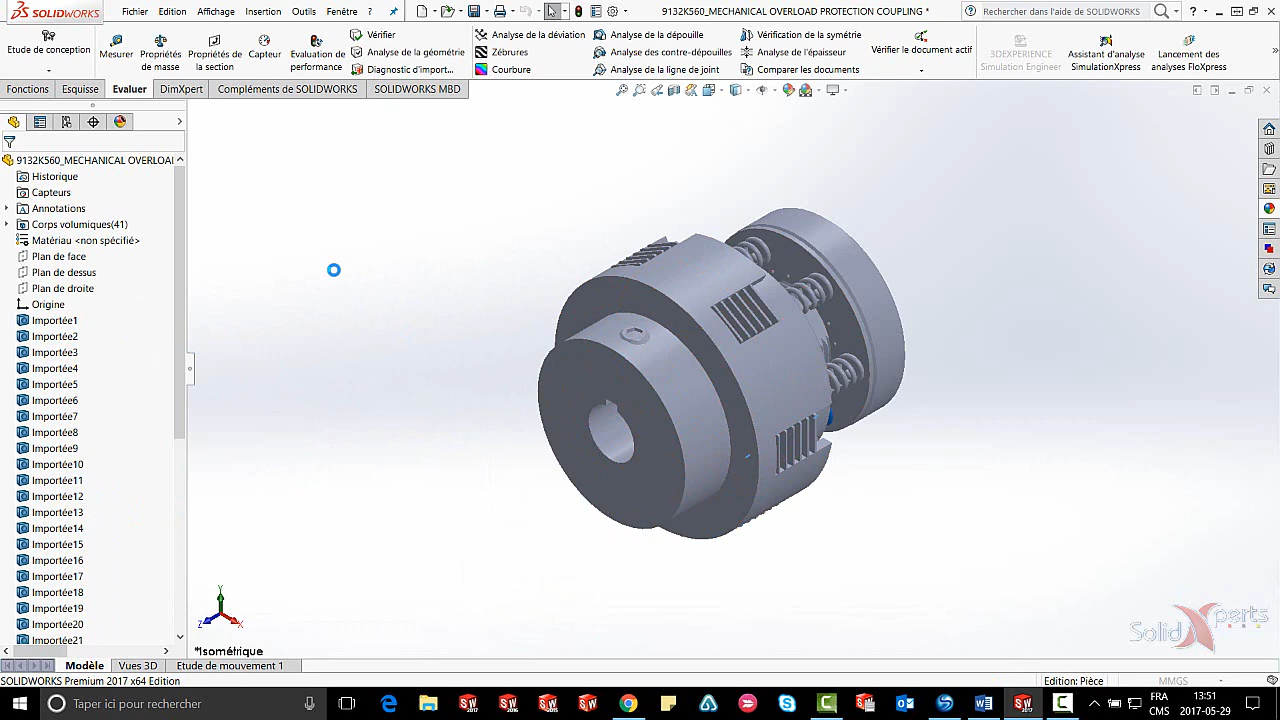 SOLIDWORKS
Fichier Edition Affichage Insertion Outils Fenêtre ?
9132K560_MECHANICAL OVERLOAD PROTECTION COUPLING *
Rechercher dans l'aide de SOLIDWORKS
Etude de conception
Mesurer
Propriétés de masse
Propriétés de la section
Capteur
Evaluation de performance
Vérifier
Analyse de la géométrie
Diagnostic d'import...
Analyse de la déviation
Zébrures
Courbure
Analyse de la dépouille
Analyse des contre-dépouilles
Analyse de la ligne de joint
Vérification de la symétrie
Analyse de l'épaisseur
Comparer les documents
Vérifier le document actif
3DEXPERIENCE
Simulation Engineer
Assistant d'analyse
SimulationXpress
Lancement des
analyses FloXpress
Fonctions Esquisse Evaluer DimXpert Compléments de SOLIDWORKS SOLIDWORKS MBD
9132K560_MECHANICAL OVERLOA
Historique
Capteurs
Annotations
Corps volumiques(41)
Matériau <non spécifié>
Plan de face
Plan de dessus
Plan de droite
Origine
Importée1
Importée2
Importée3
Importée4
Importée5
Importée6
Importée7
Importée8
Importée9
Importée10
Importée11
Importée12
Importée13
Importée14
Importée15
Importée16
Importée17
Importée18
Importée19
Importée20
Importée21
Y
Z
X
*Isométrique
SolidXperts
Modèle Vues 3D Etude de mouvement 1
SOLIDWORKS Premium 2017 x64 Edition
Edition: Pièce
MMGS
Taper ici pour rechercher
FRA
CMS
13:51
2017-05-29